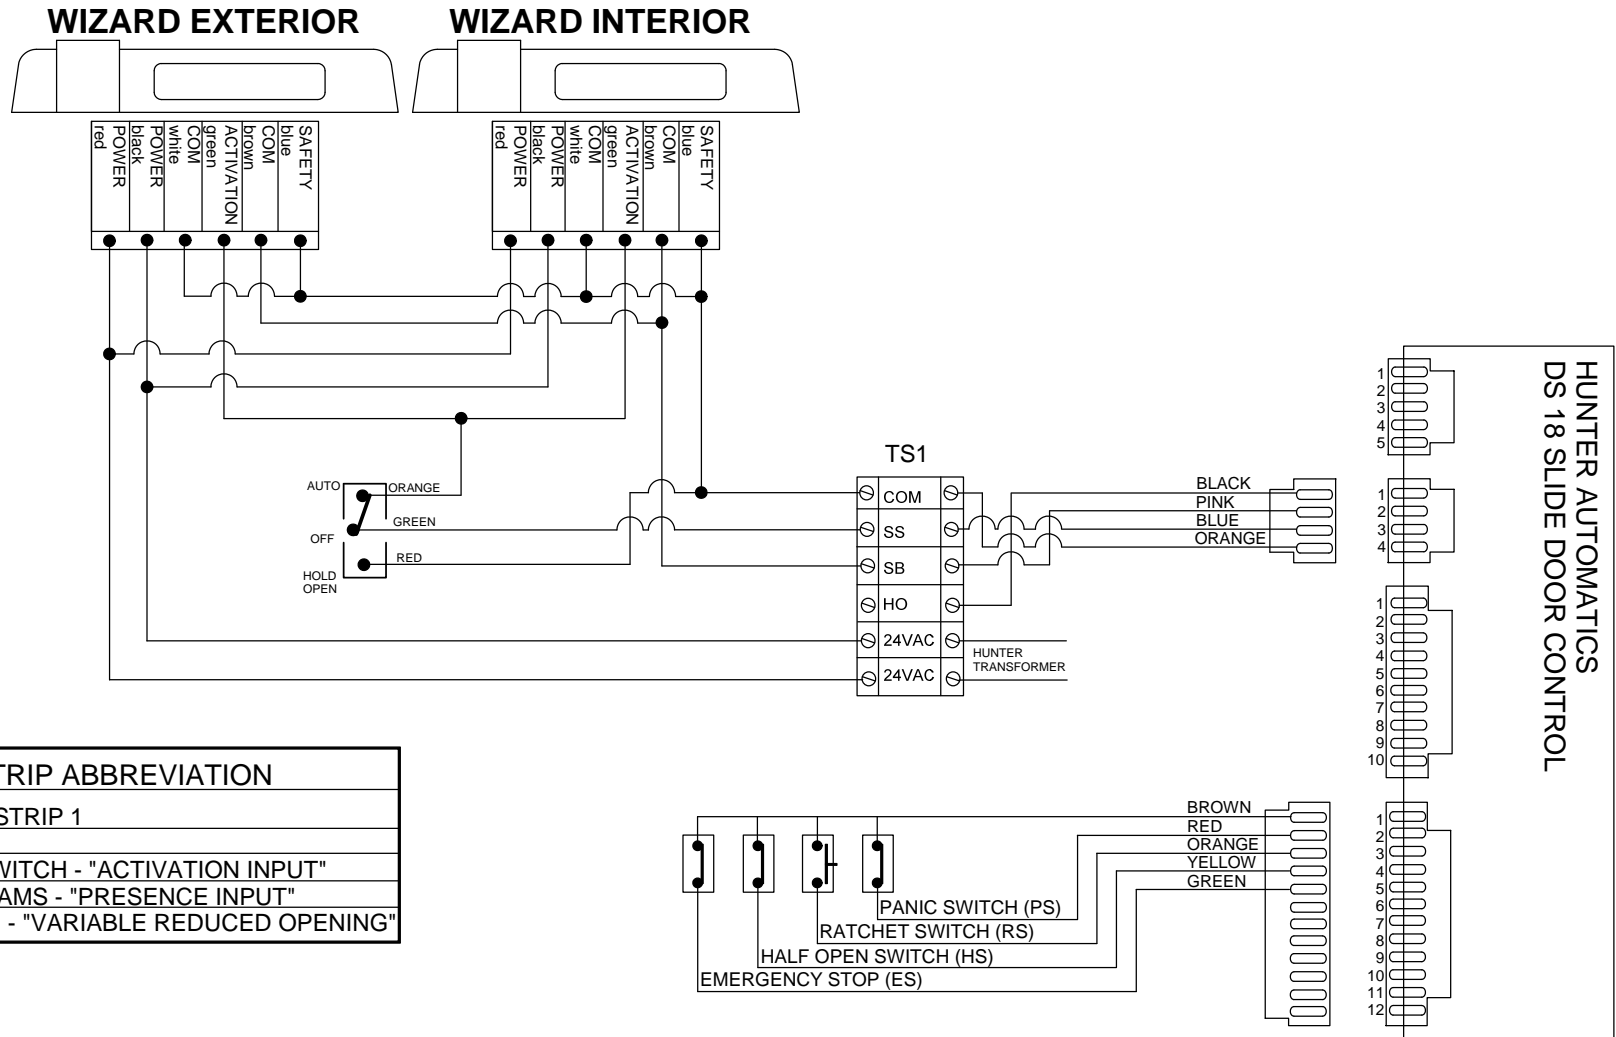 WIZARD EXTERIOR
WIZARD INTERIOR
red
POWER
black
POWER
white
COM
green
ACTIVATION
brown
COM
blue
SAFETY
red
POWER
black
POWER
white
COM
green
ACTIVATION
brown
COM
blue
SAFETY
AUTO
ORANGE
GREEN
OFF
RED
HOLD
OPEN
TS1
COM
SS
SB
HO
24VAC
24VAC
HUNTER
TRANSFORMER
BLACK
PINK
BLUE
ORANGE
HUNTER AUTOMATICS
DS 18 SLIDE DOOR CONTROL
1
2
3
4
5
1
2
3
4
1
2
3
4
5
6
7
8
9
10
1
2
3
4
5
6
7
8
9
10
11
12
BROWN
RED
ORANGE
YELLOW
GREEN
PANIC SWITCH (PS)
RATCHET SWITCH (RS)
HALF OPEN SWITCH (HS)
EMERGENCY STOP (ES)
TRIP ABBREVIATION
STRIP 1
WITCH - "ACTIVATION INPUT"
AMS - "PRESENCE INPUT"
- "VARIABLE REDUCED OPENING"